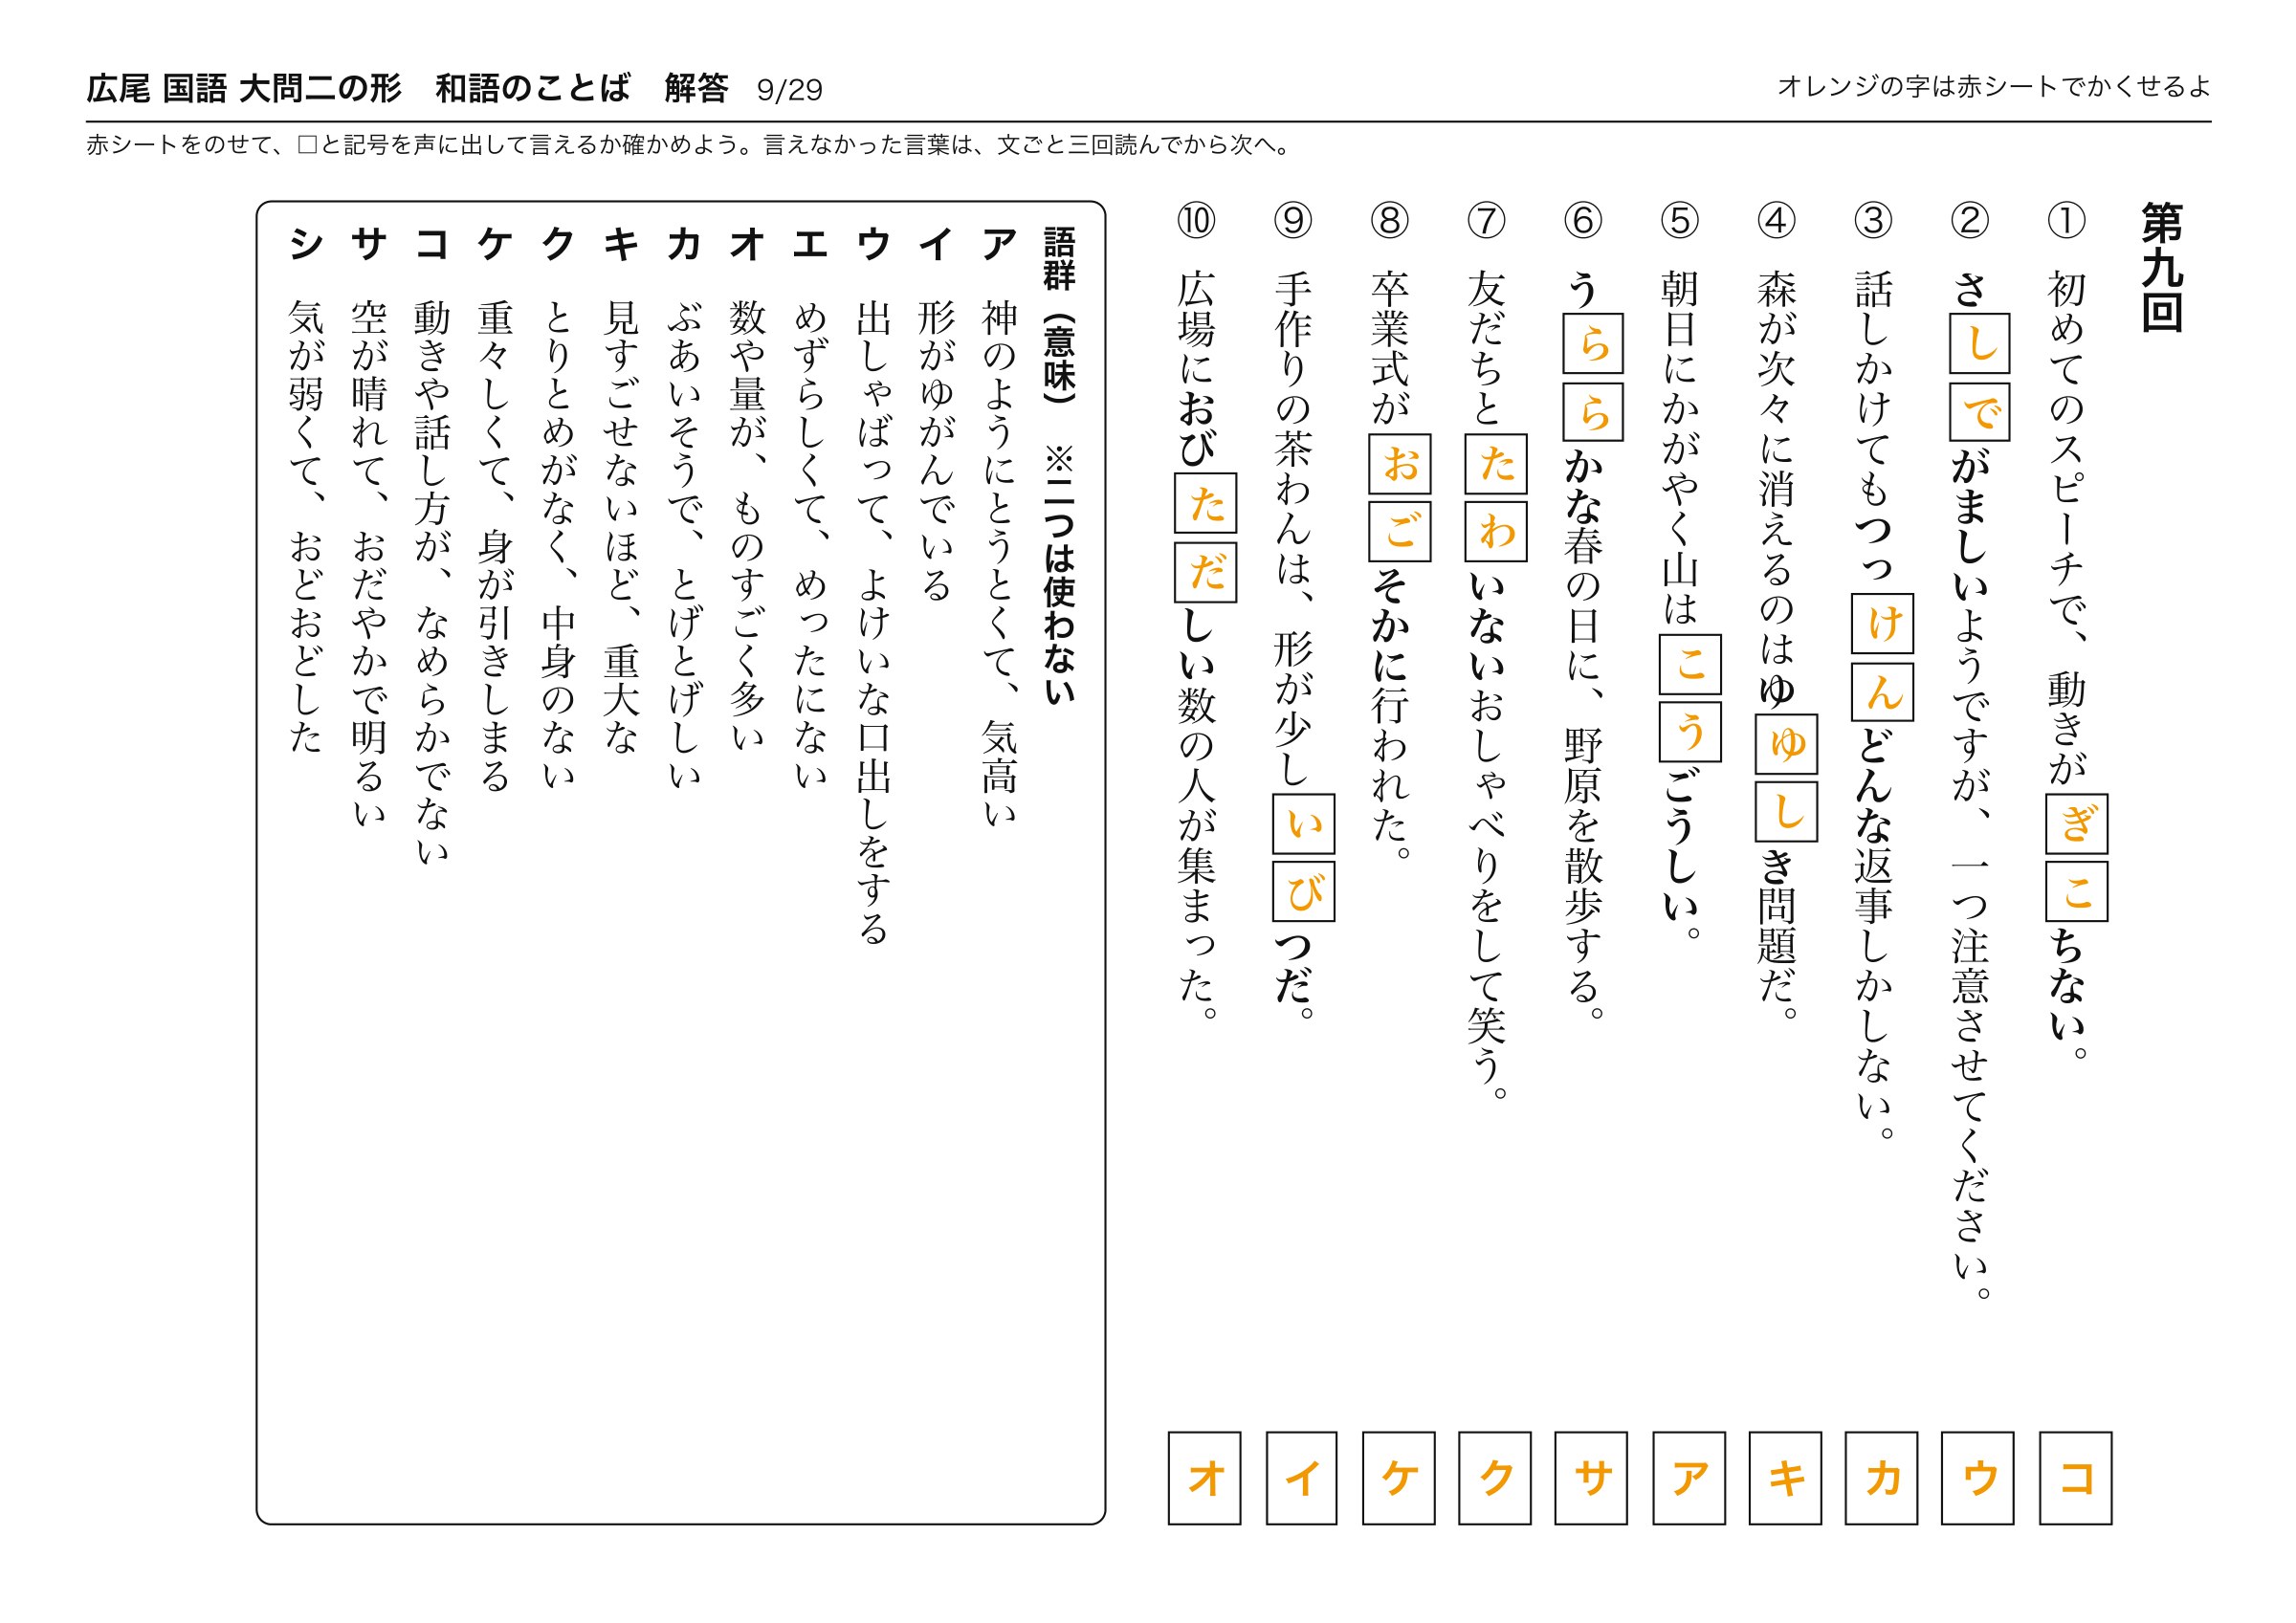 広尾 国語 大問二の形　和語のことば　解答　9/29
オレンジの字は赤シートでかくせるよ
赤シートをのせて、□と記号を声に出して言えるか確かめよう。言えなかった言葉は、文ごと三回読んでから次へ。
第九回
① 初めてのスピーチで、動きがぎこちない。 コ
② さしでがましいようですが、一つ注意させてください。 ウ
③ 話しかけてもつっけんどんな返事しかしない。 カ
④ 森が次々に消えるのはゆゆしき問題だ。 キ
⑤ 朝日にかがやく山はこうごうしい。 ア
⑥ うららかな春の日に、野原を散歩する。 サ
⑦ 友だちとたわいないおしゃべりをして笑う。 ク
⑧ 卒業式がおごそかに行われた。 ケ
⑨ 手作りの茶わんは、形が少しいびつだ。 イ
⑩ 広場におびただしい数の人が集まった。 オ
語群（意味）　※二つは使わない
ア　神のようにとうとくて、気高い
イ　形がゆがんでいる
ウ　出しゃばって、よけいな口出しをする
エ　めずらしくて、めったにない
オ　数や量が、ものすごく多い
カ　ぶあいそうで、とげとげしい
キ　見すごせないほど、重大な
ク　とりとめがなく、中身のない
ケ　重々しくて、身が引きしまる
コ　動きや話し方が、なめらかでない
サ　空が晴れて、おだやかで明るい
シ　気が弱くて、おどおどした